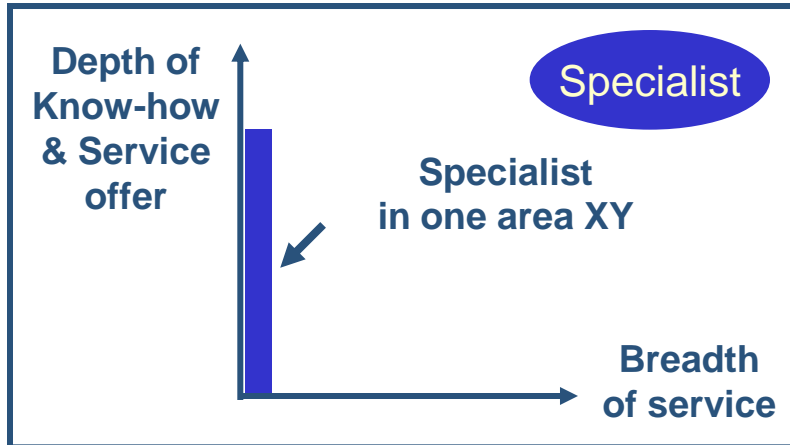 Depth of
Know-how
& Service
offer
Specialist
Specialist
in one area XY
Breadth
of service